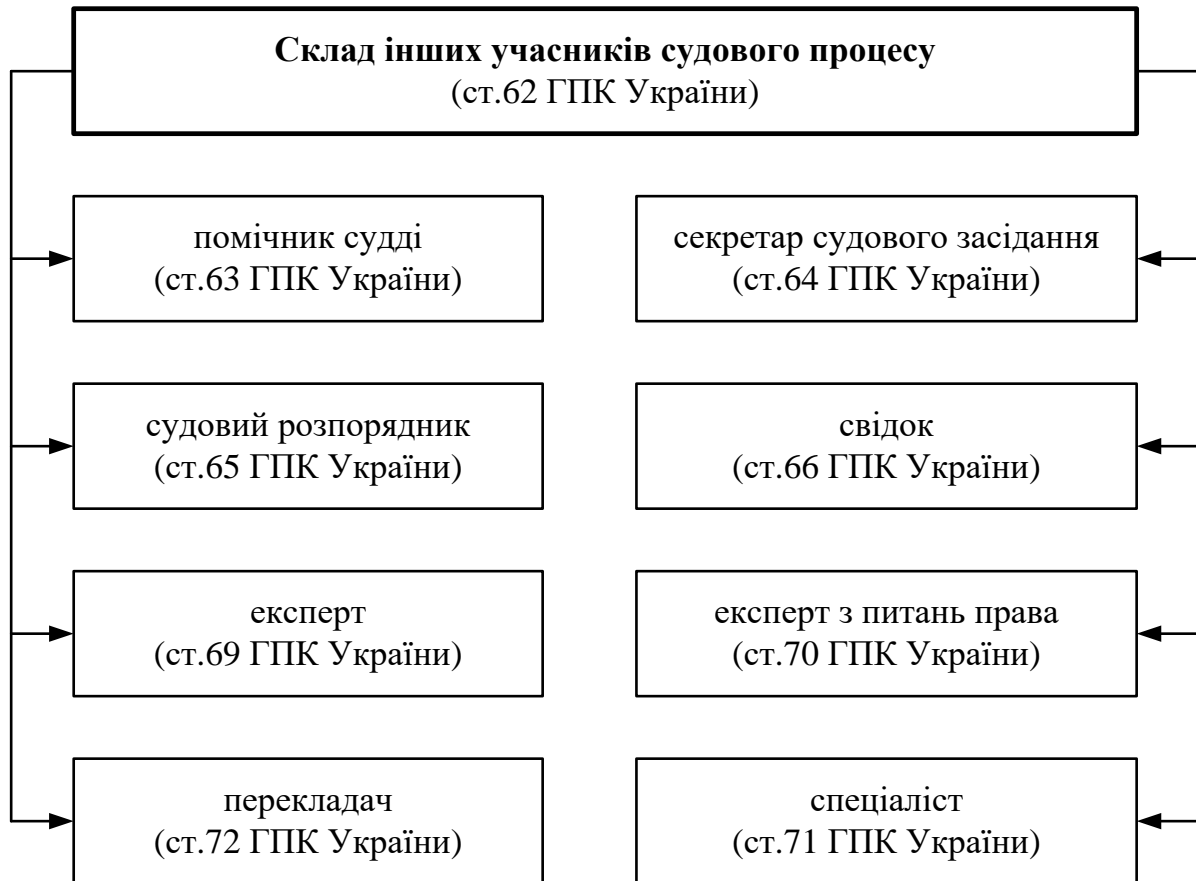 Склад інших учасників судового процесу
(ст.62 ГПК України)
помічник судді
(ст.63 ГПК України)
секретар судового засідання
(ст.64 ГПК України)
судовий розпорядник
(ст.65 ГПК України)
свідок
(ст.66 ГПК України)
експерт
(ст.69 ГПК України)
експерт з питань права
(ст.70 ГПК України)
перекладач
(ст.72 ГПК України)
спеціаліст
(ст.71 ГПК України)